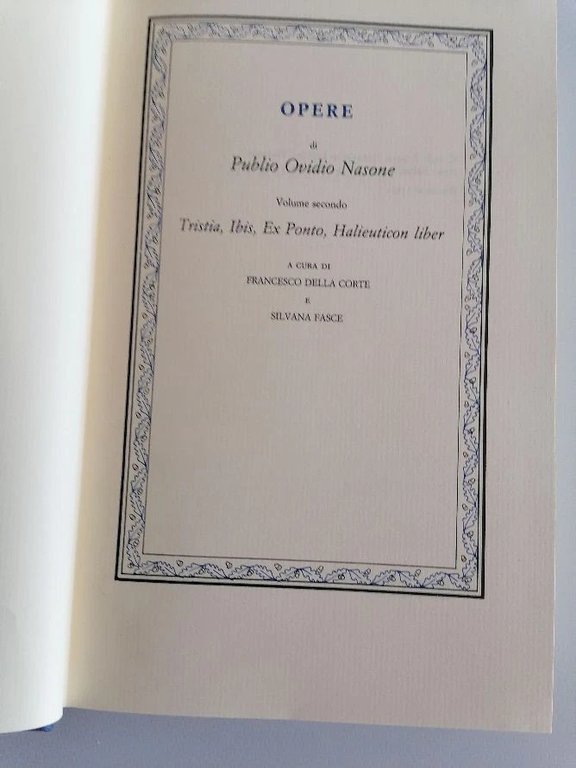 OPERE
di
Publio Ovidio Nasone
Volume secondo
Tristia, Ibis, Ex Ponto, Halieuticon liber
A CURA DI
FRANCESCO DELLA CORTE
E
SILVANA FASCE